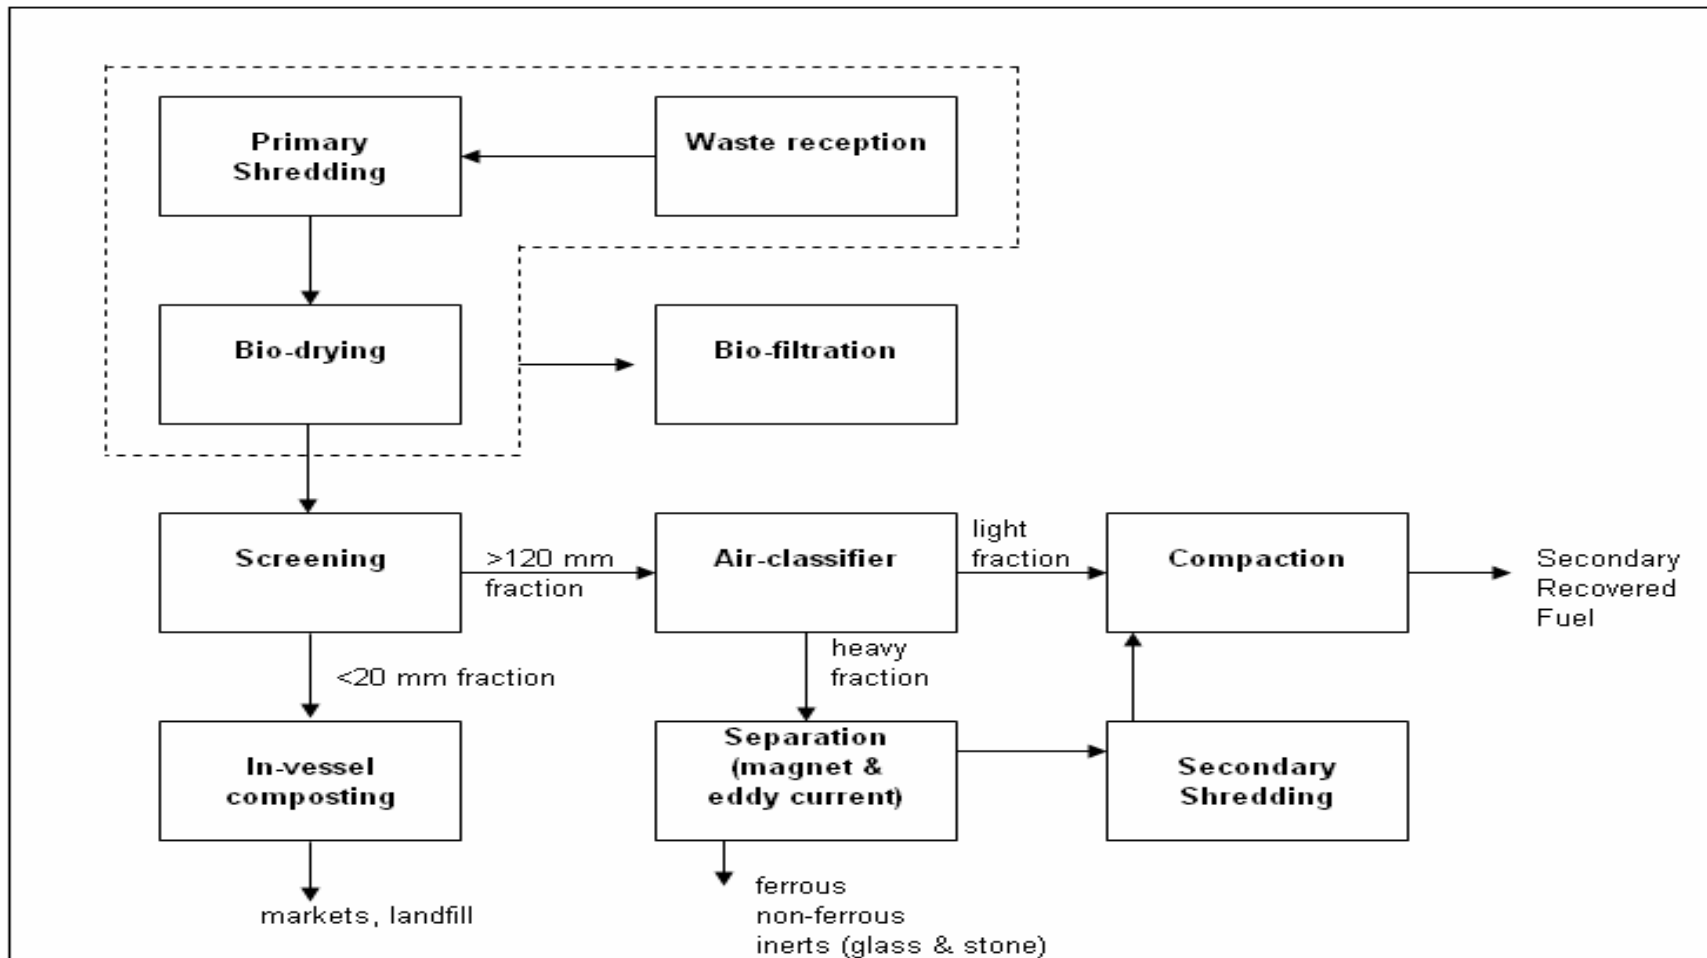 Primary
Shredding
Waste reception
Bio-drying
Bio-filtration
Screening
>120 mm
fraction
Air-classifier
light
fraction
Compaction
Secondary
Recovered
Fuel
<20 mm fraction
heavy
fraction
In-vessel
composting
Separation
(magnet &
eddy current)
Secondary
Shredding
markets, landfill
ferrous
non-ferrous
inerts (glass & stone)